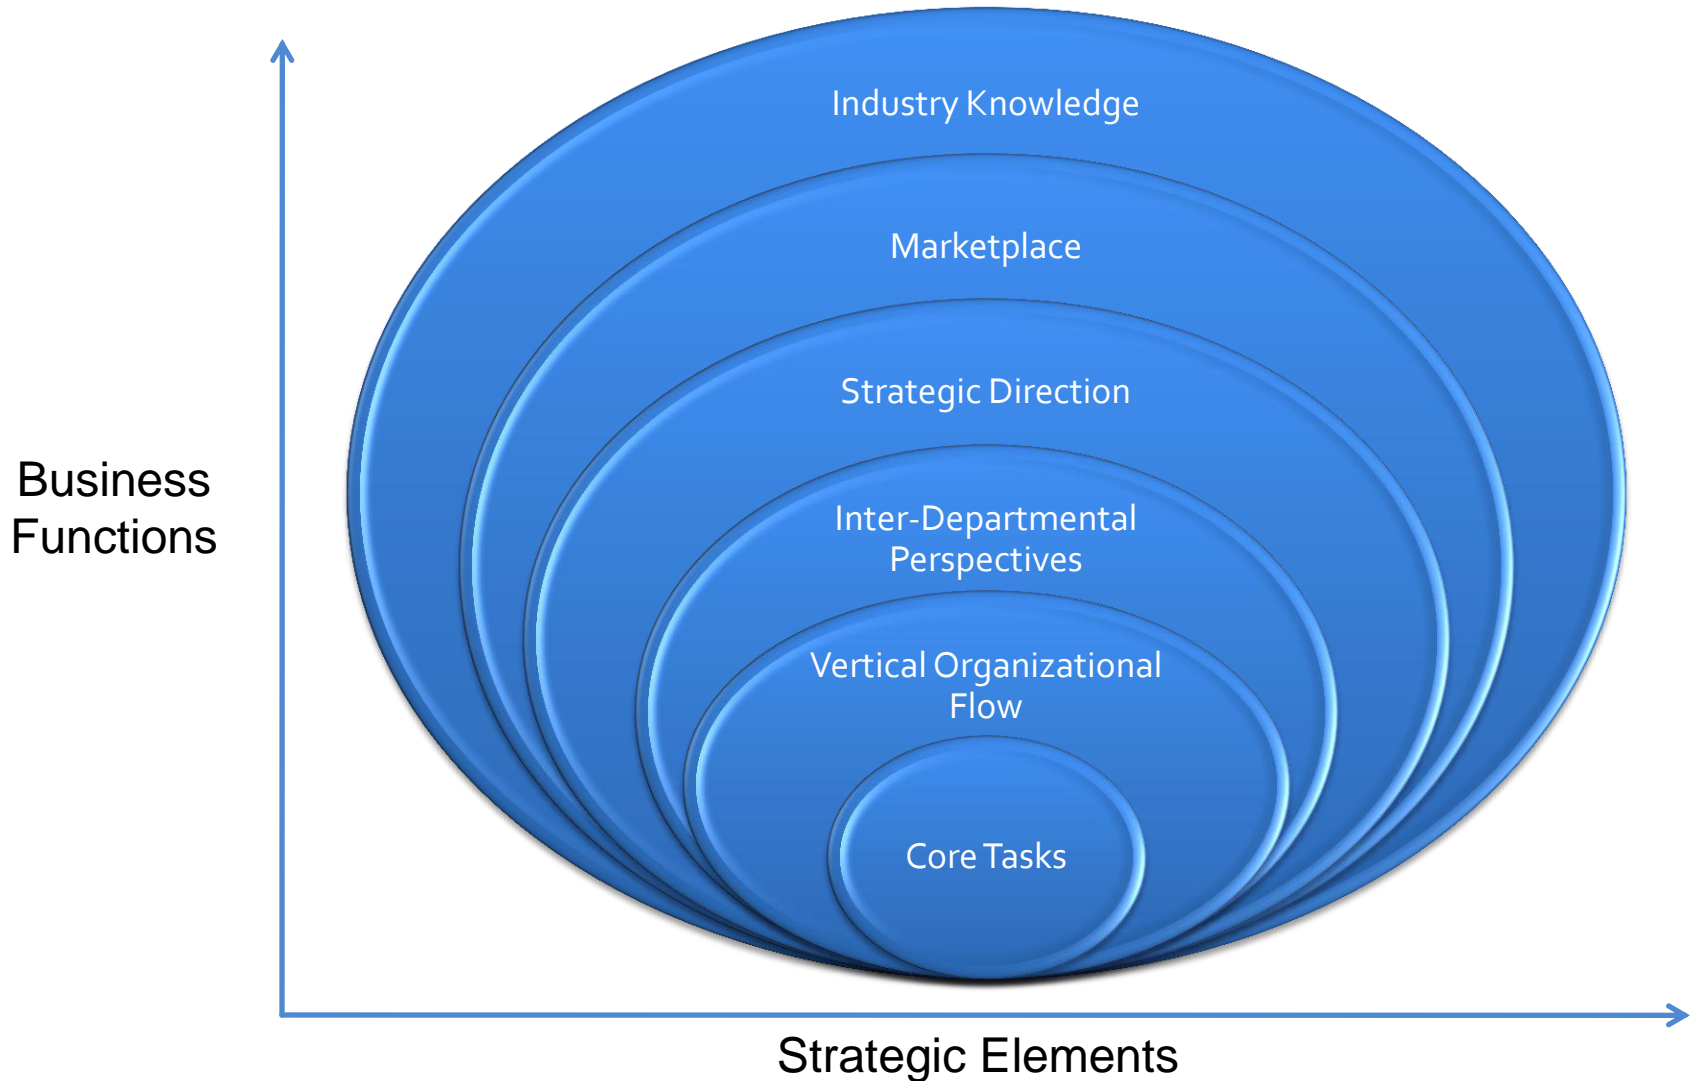 Industry Knowledge
Marketplace
Strategic Direction
Business
Functions
Inter-Departmental
Perspectives
Vertical Organizational
Flow
Core Tasks
Strategic Elements